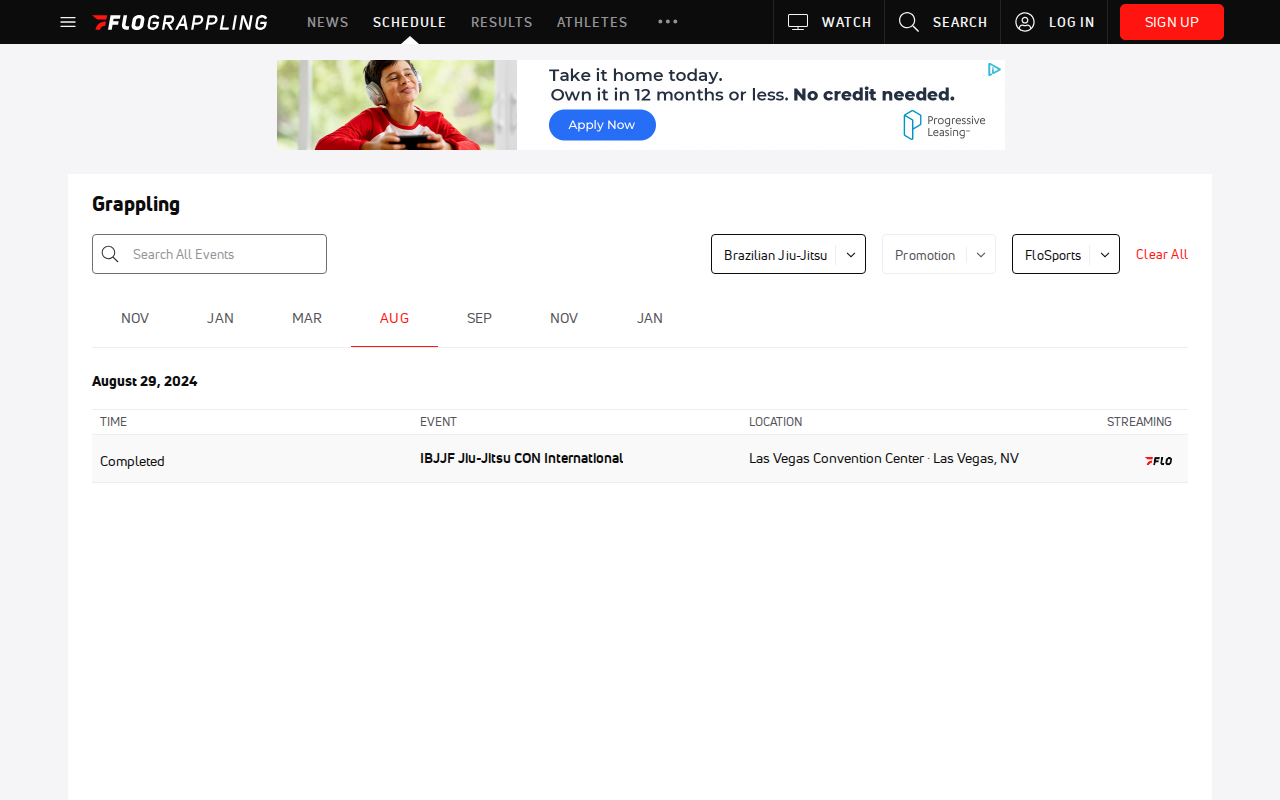 FLOGRAPPLING
NEWS
SCHEDULE
RESULTS
ATHLETES
WATCH
SEARCH
LOG IN
SIGN UP
Take it home today.
Own it in 12 months or less. No credit needed.
Apply Now
Progressive
Leasing
Grappling
Search All Events
Brazilian Jiu-Jitsu
Promotion
FloSports
Clear All
NOV
JAN
MAR
AUG
SEP
NOV
JAN
August 29, 2024
TIME
EVENT
LOCATION
STREAMING
Completed
IBJJF Jiu-Jitsu CON International
Las Vegas Convention Center · Las Vegas, NV
FLO